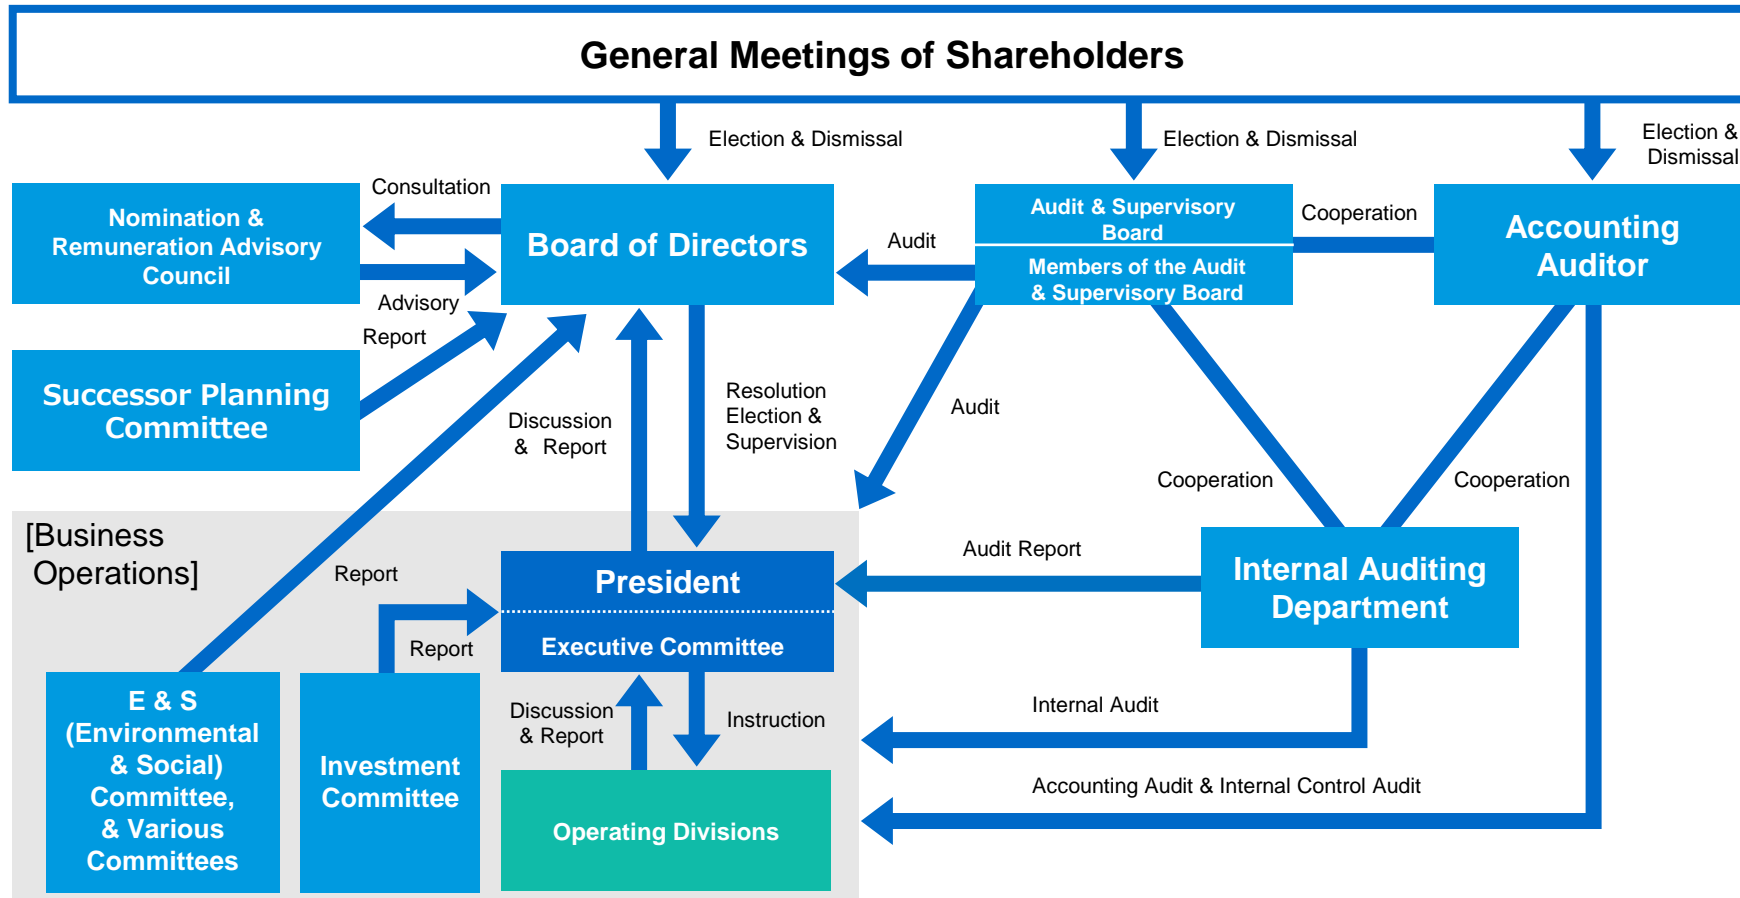 General Meetings of Shareholders
Election & Dismissal
Election & Dismissal
Election &
Dismissal
Consultation
Nomination &
Remuneration Advisory
Council
Board of Directors
Audit
Audit & Supervisory
Board
Members of the Audit
& Supervisory Board
Cooperation
Accounting
Auditor
Advisory
Report
Successor Planning
Committee
Discussion
& Report
Resolution
Election &
Supervision
Audit
Cooperation
Cooperation
[Business
Operations]
Report
Report
President
Executive Committee
Audit Report
Internal Auditing
Department
E & S
(Environmental
& Social)
Committee,
& Various
Committees
Investment
Committee
Discussion
& Report
Instruction
Internal Audit
Accounting Audit & Internal Control Audit
Operating Divisions